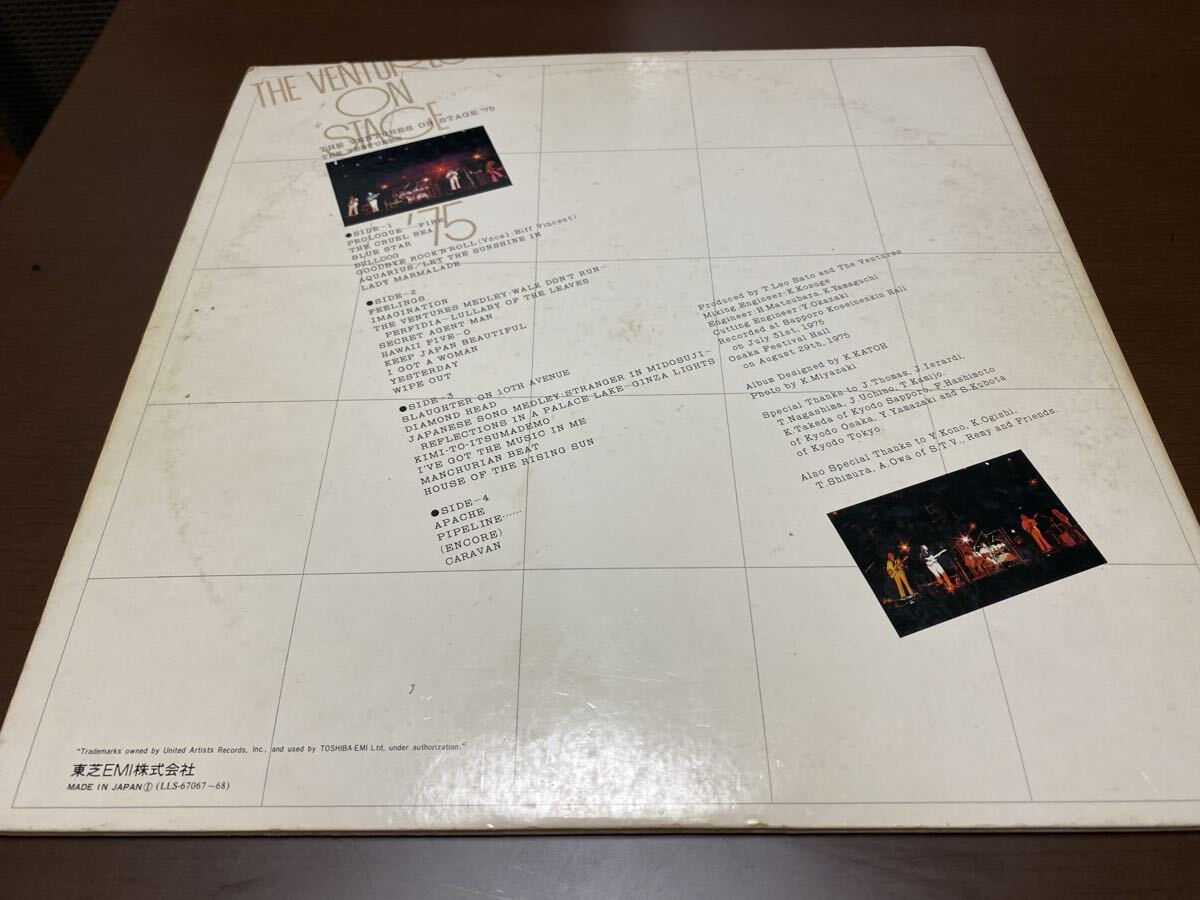 THE VENTURES
ON
STAGE
'75
THE VENTURES ON STAGE '75
THE VENTURES
●SIDE-1
PROLOGUE……FIRE
THE CRUEL SEA
BLUE STAR
BULLDOG
GOODBYE ROCK'N'ROLL (Vocal:Biff Vincent)
AQUARIUS/LET THE SUNSHINE IN
LADY MARMALADE
●SIDE-2
FEELINGS
IMAGINATION
THE VENTURES MEDLEY:WALK DON'T RUN-
PERFIDIA-LULLABY OF THE LEAVES
SECRET AGENT MAN
HAWAII FIVE-O
KEEP JAPAN BEAUTIFUL
I GOT A WOMAN
YESTERDAY
WIPE OUT
●SIDE-3
SLAUGHTER ON 10TH AVENUE
DIAMOND HEAD
JAPANESE SONG MEDLEY:STRANGER IN MIDOSUJI-
REFLECTIONS IN A PALACE LAKE-GINZA LIGHTS
KIMI-TO-ITSUMADEMO
I'VE GOT THE MUSIC IN ME
MANCHURIAN BEAT
HOUSE OF THE RISING SUN
●SIDE-4
APACHE
PIPELINE……
(ENCORE)
CARAVAN
Produced by T.Leo Sato and The Ventures
Mixing Engineer:K.Kosuge
Engineer:H.Matsubara, K.Yamaguchi
Cutting Engineer:Y.Okazaki
Recorded at Sapporo Koseinenkin Hall
on July 31st, 1975
Osaka Festival Hall
on August 29th, 1975
Album Designed by K.KATOH
Photo by K.Miyazaki
Special Thanks to J.Thomas, J.Ierardi,
T.Nagashima, J.Uchino, T.Kamijo,
K.Takeda of Kyodo Sapporo, F.Hashimoto
of Kyodo Osaka, Y.Yamazaki and S.Kubota
of Kyodo Tokyo.
Also Special Thanks to Y.Kono, K.Ogishi,
T.Shimura, A.Owa of S.T.V., Remy and Friends.
"Trademarks owned by United Artists Records, Inc., and used by TOSHIBA-EMI Ltd, under authorization."
東芝EMI株式会社
MADE IN JAPAN Ⓘ (LLS-67067～68)